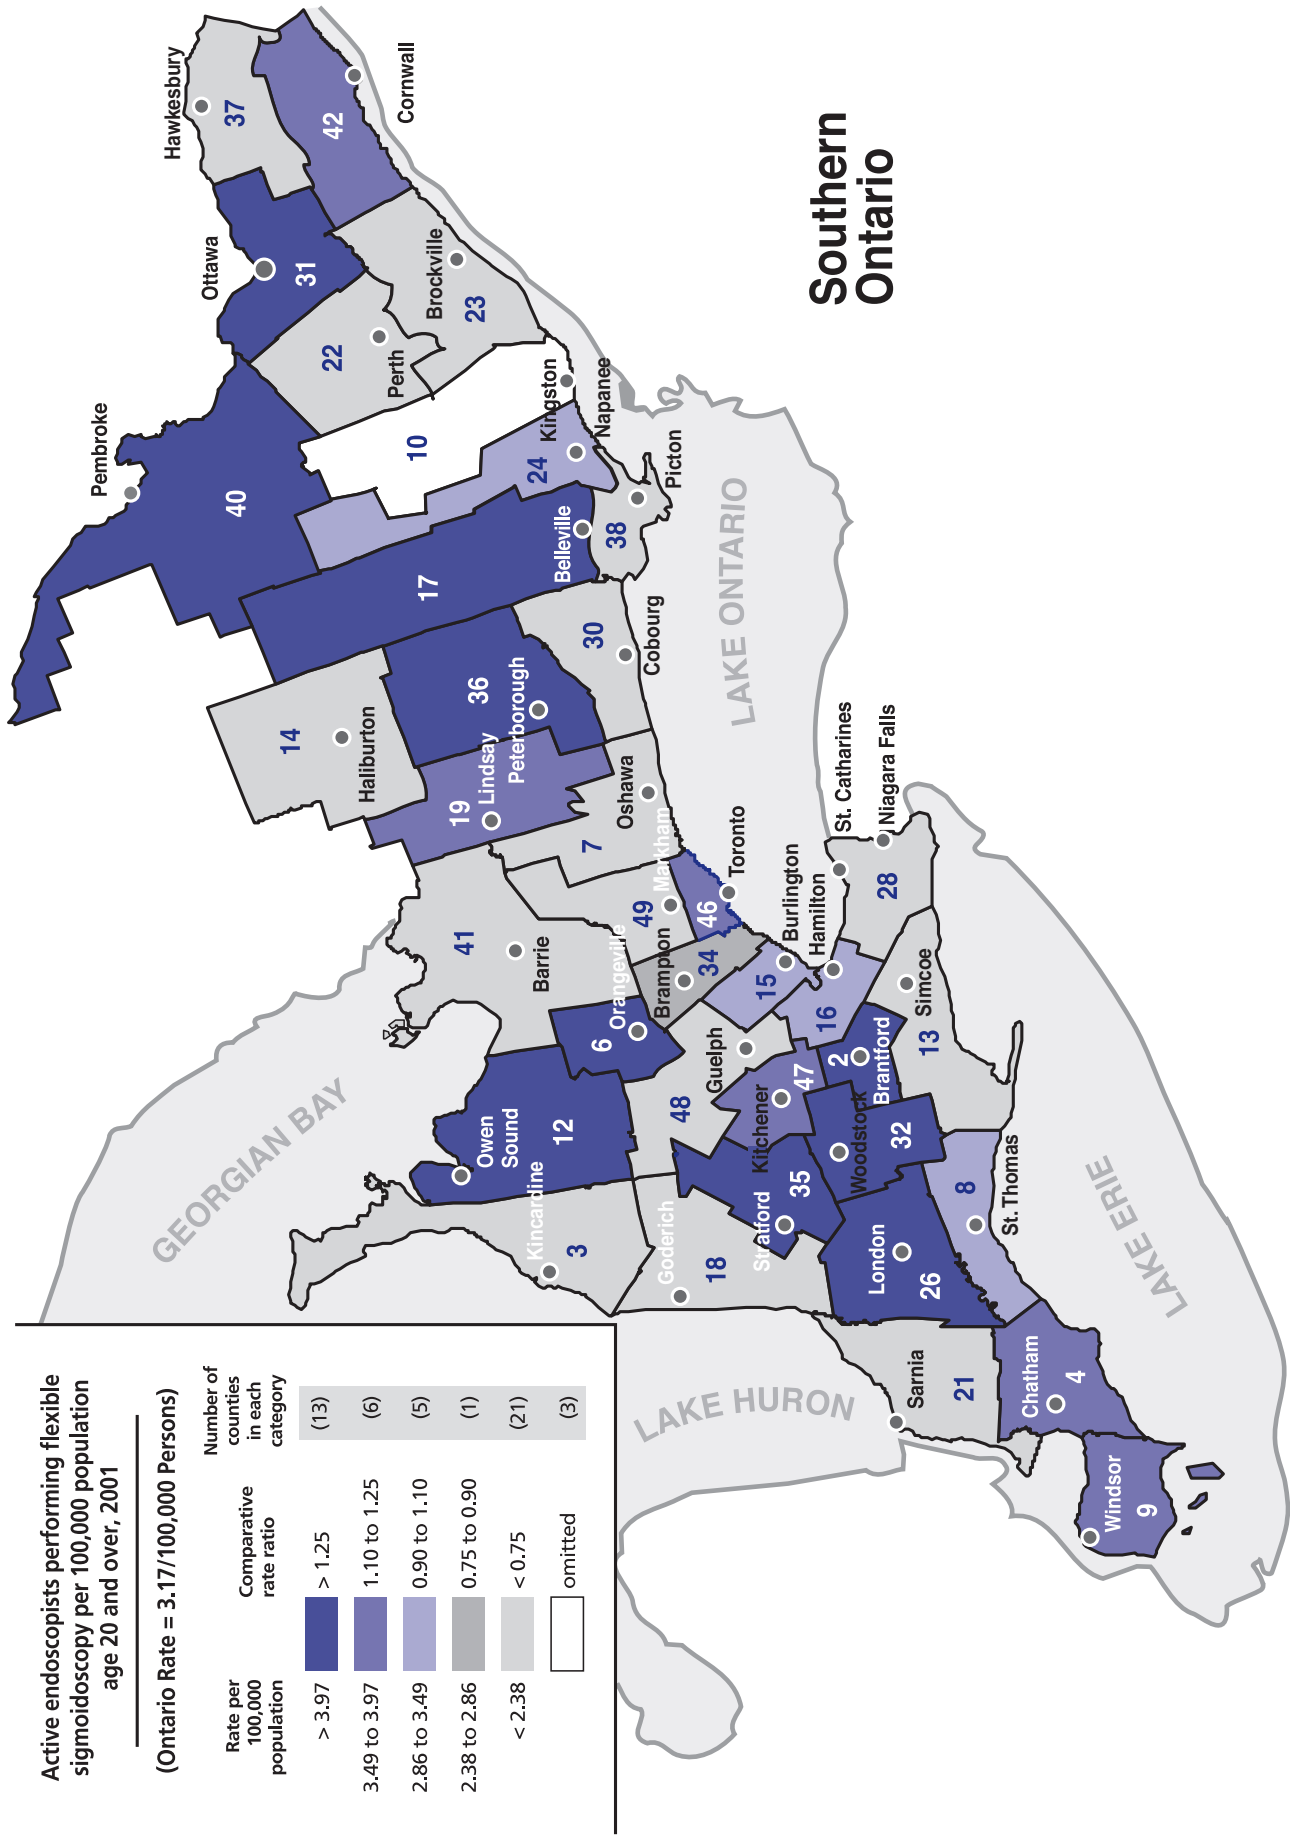 Active endoscopists performing flexible
sigmoidoscopy per 100,000 population
age 20 and over, 2001
(Ontario Rate = 3.17/100,000 Persons)
Rate per
100,000
population
Comparative
rate ratio
Number of
counties
in each
category
> 3.97 > 1.25 (13)
3.49 to 3.97 1.10 to 1.25 (6)
2.86 to 3.49 0.90 to 1.10 (5)
2.38 to 2.86 0.75 to 0.90 (1)
< 2.38 < 0.75 (21)
omitted (3)
Southern
Ontario
GEORGIAN BAY
LAKE HURON
LAKE ERIE
LAKE ONTARIO
Windsor
9
Chatham
4
Sarnia
21
London
26
St. Thomas
8
Goderich
18
Stratford
35
Kincardine
3
Owen
Sound
12
Woodstock
32
Kitchener
47
Brantford
2
Guelph
48
Simcoe
13
Orangeville
6
Hamilton
16
Burlington
15
Brampton
34
Barrie
41
Markham
49
Toronto
46
St. Catharines
Niagara Falls
28
Oshawa
7
Lindsay
19
Haliburton
14
Peterborough
36
Cobourg
30
Belleville
17
Picton
38
Napanee
24
Kingston
10
Pembroke
40
Perth
22
Brockville
23
Ottawa
31
Hawkesbury
37
Cornwall
42